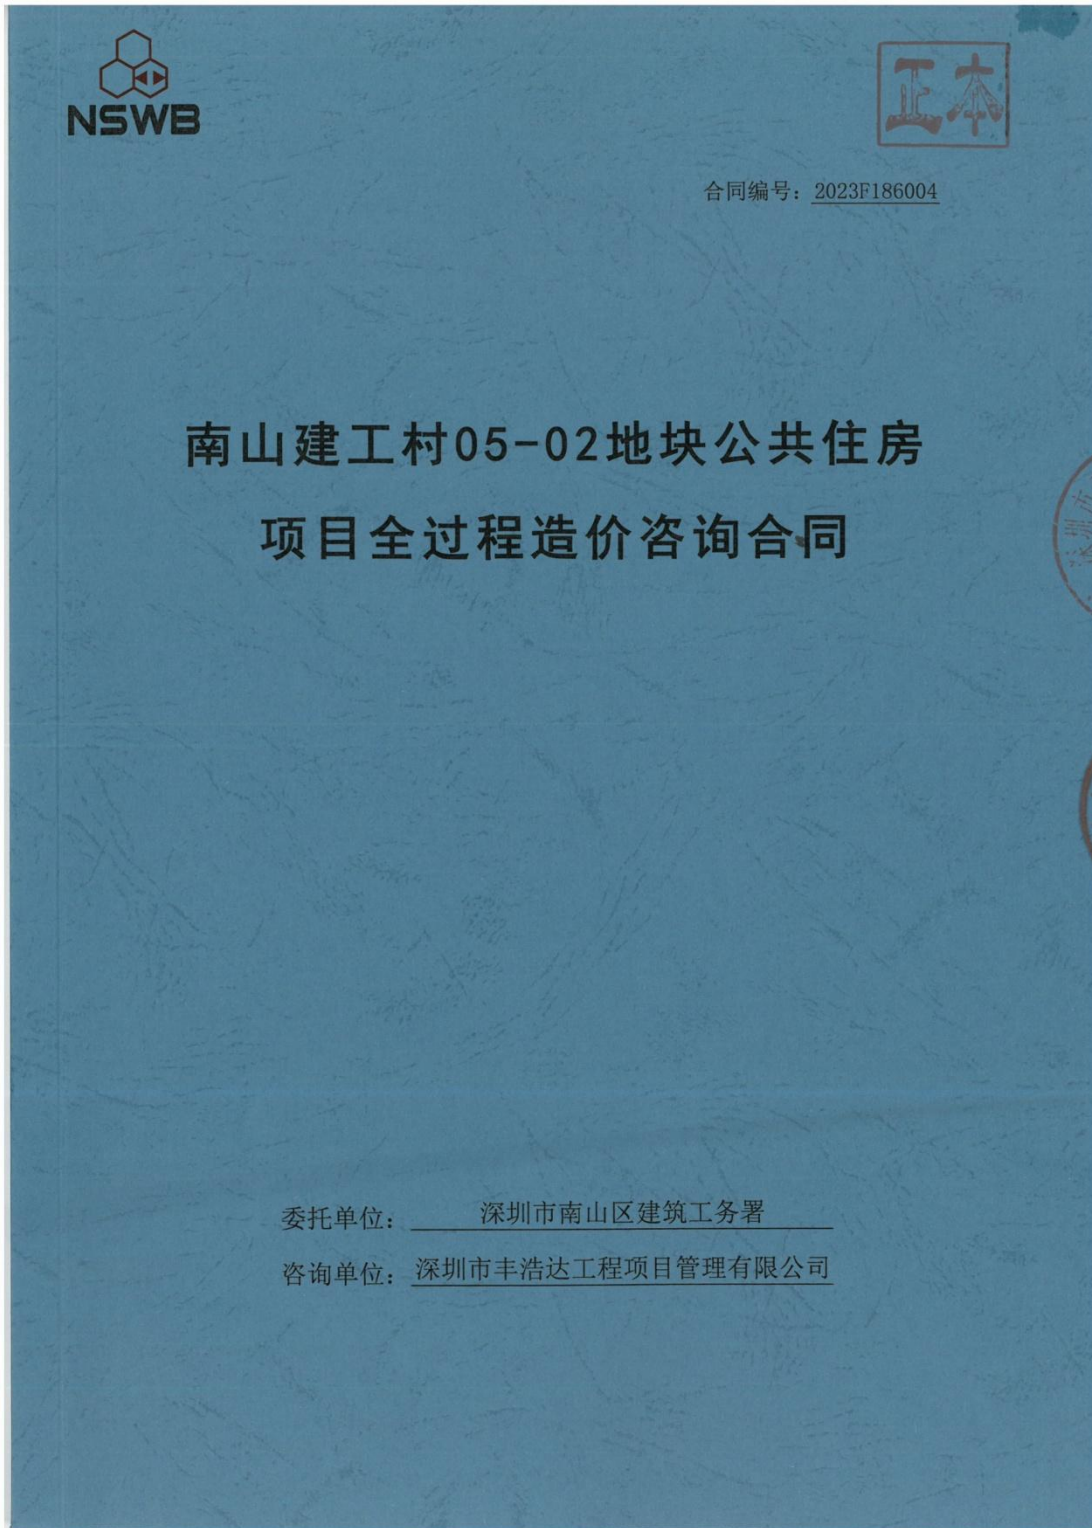 NSWB
正本
合同编号：2023F186004
南山建工村05-02地块公共住房
项目全过程造价咨询合同
深圳市
委托单位：深圳市南山区建筑工务署
咨询单位：深圳市丰浩达工程项目管理有限公司